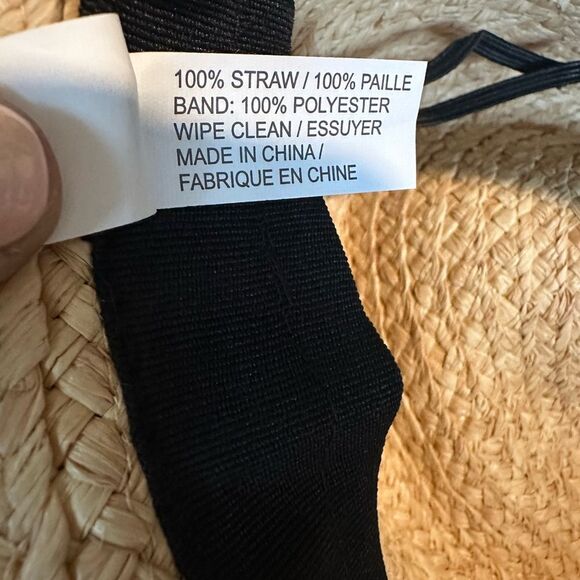 100% STRAW / 100% PAILLE
BAND: 100% POLYESTER
WIPE CLEAN / ESSUYER
MADE IN CHINA /
FABRIQUE EN CHINE